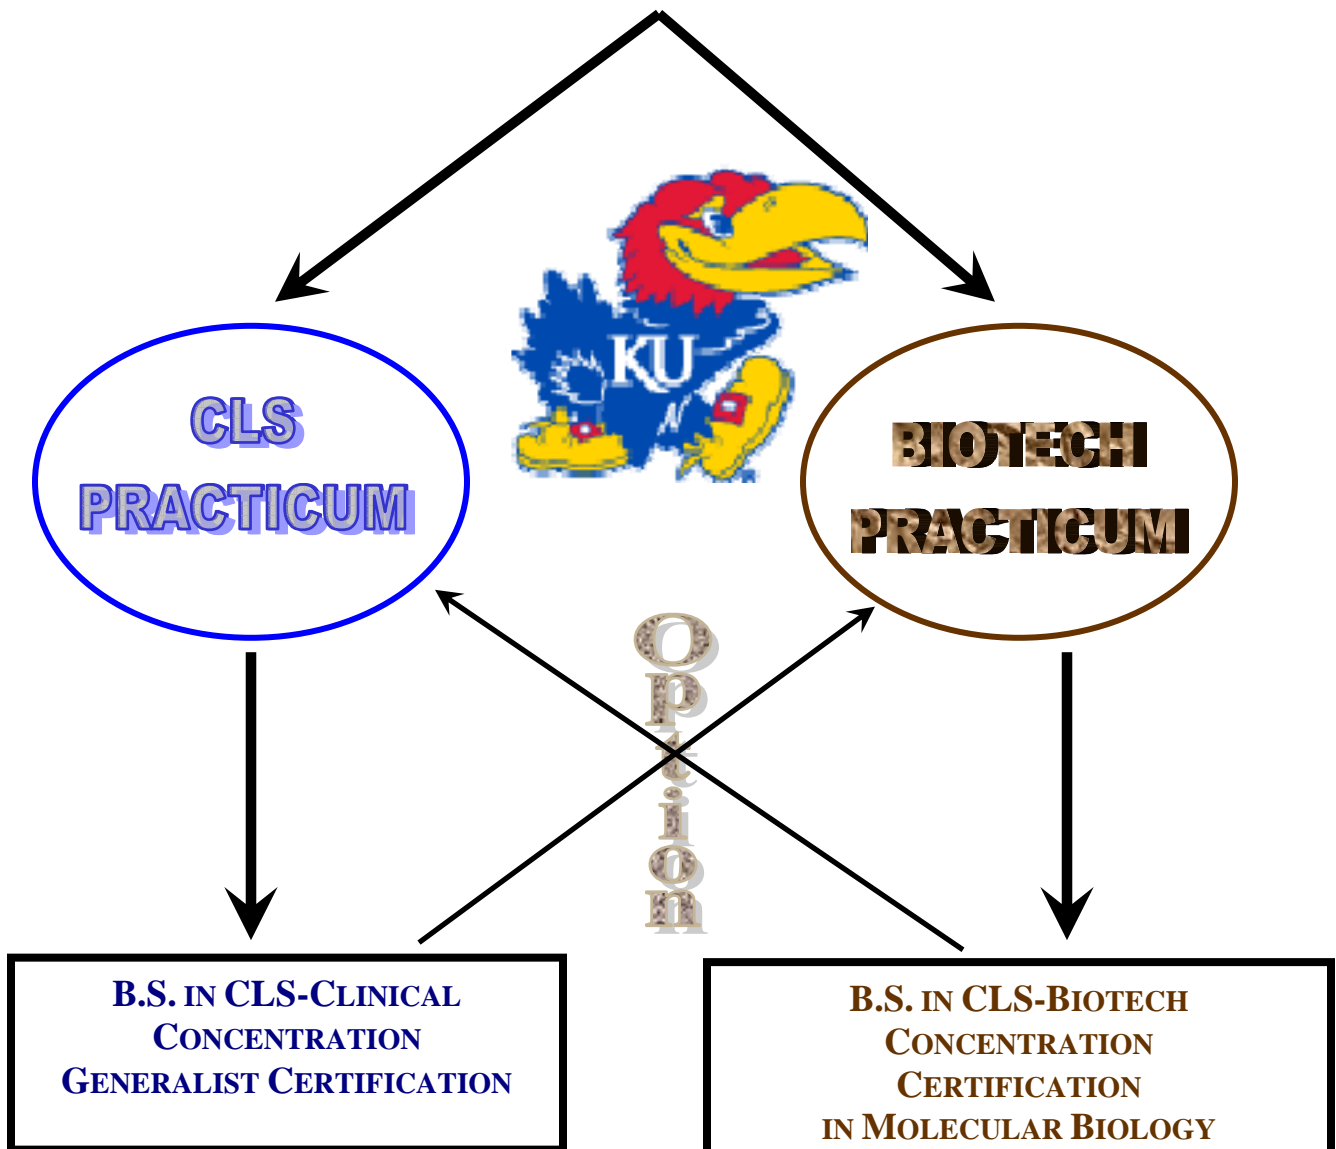 KU
CLS
PRACTICUM
BIOTECH
PRACTICUM
Option
B.S. IN CLS-CLINICAL
CONCENTRATION
GENERALIST CERTIFICATION
B.S. IN CLS-BIOTECH
CONCENTRATION
CERTIFICATION
IN MOLECULAR BIOLOGY